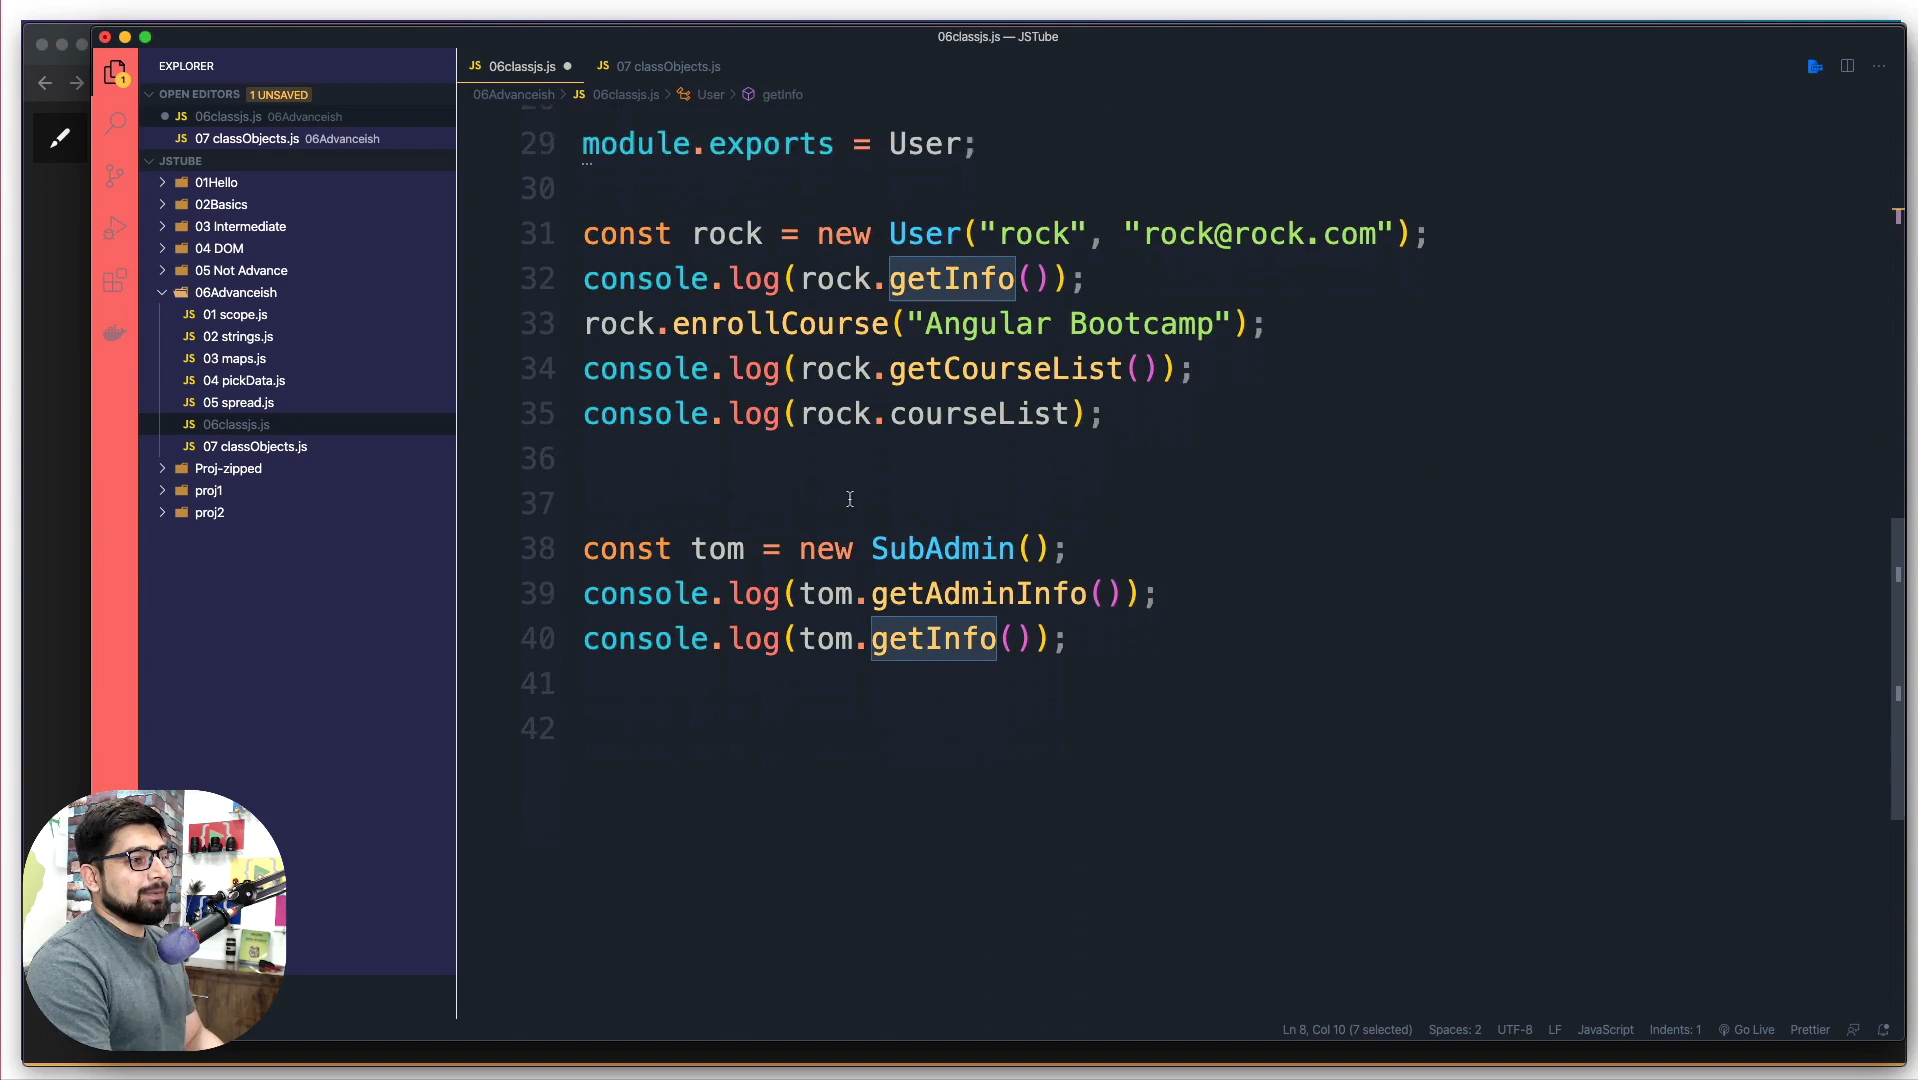 06classjs.js — JSTube
EXPLORER
OPEN EDITORS 1 UNSAVED
JS 06classjs.js 06Advanceish
JS 07 classObjects.js 06Advanceish
JSTUBE
01Hello
02Basics
03 Intermediate
04 DOM
05 Not Advance
06Advanceish
JS 01 scope.js
JS 02 strings.js
JS 03 maps.js
JS 04 pickData.js
JS 05 spread.js
JS 06classjs.js
JS 07 classObjects.js
Proj-zipped
proj1
proj2
1
JS 06classjs.js
JS 07 classObjects.js
06Advanceish > JS 06classjs.js > User > getInfo
29 module.exports = User;
30
31 const rock = new User("rock", "rock@rock.com");
32 console.log(rock.getInfo());
33 rock.enrollCourse("Angular Bootcamp");
34 console.log(rock.getCourseList());
35 console.log(rock.courseList);
36
37
38 const tom = new SubAdmin();
39 console.log(tom.getAdminInfo());
40 console.log(tom.getInfo());
41
42
Ln 8, Col 10 (7 selected) Spaces: 2 UTF-8 LF JavaScript Indents: 1 Go Live Prettier